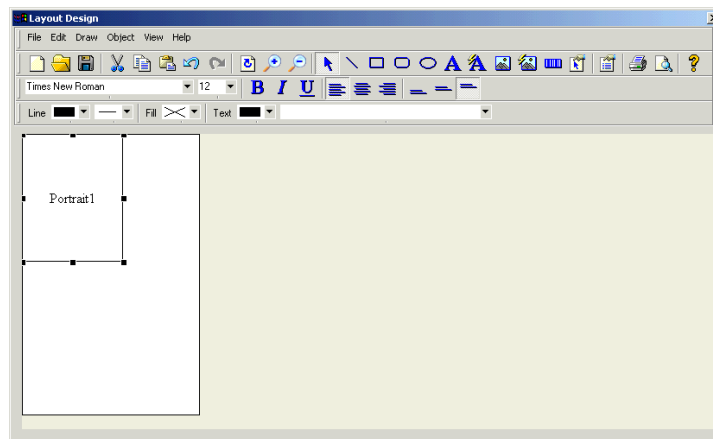 Layout Design
File Edit Draw Object View Help
Times New Roman 12 B I U
Line Fill Text
Portrait1